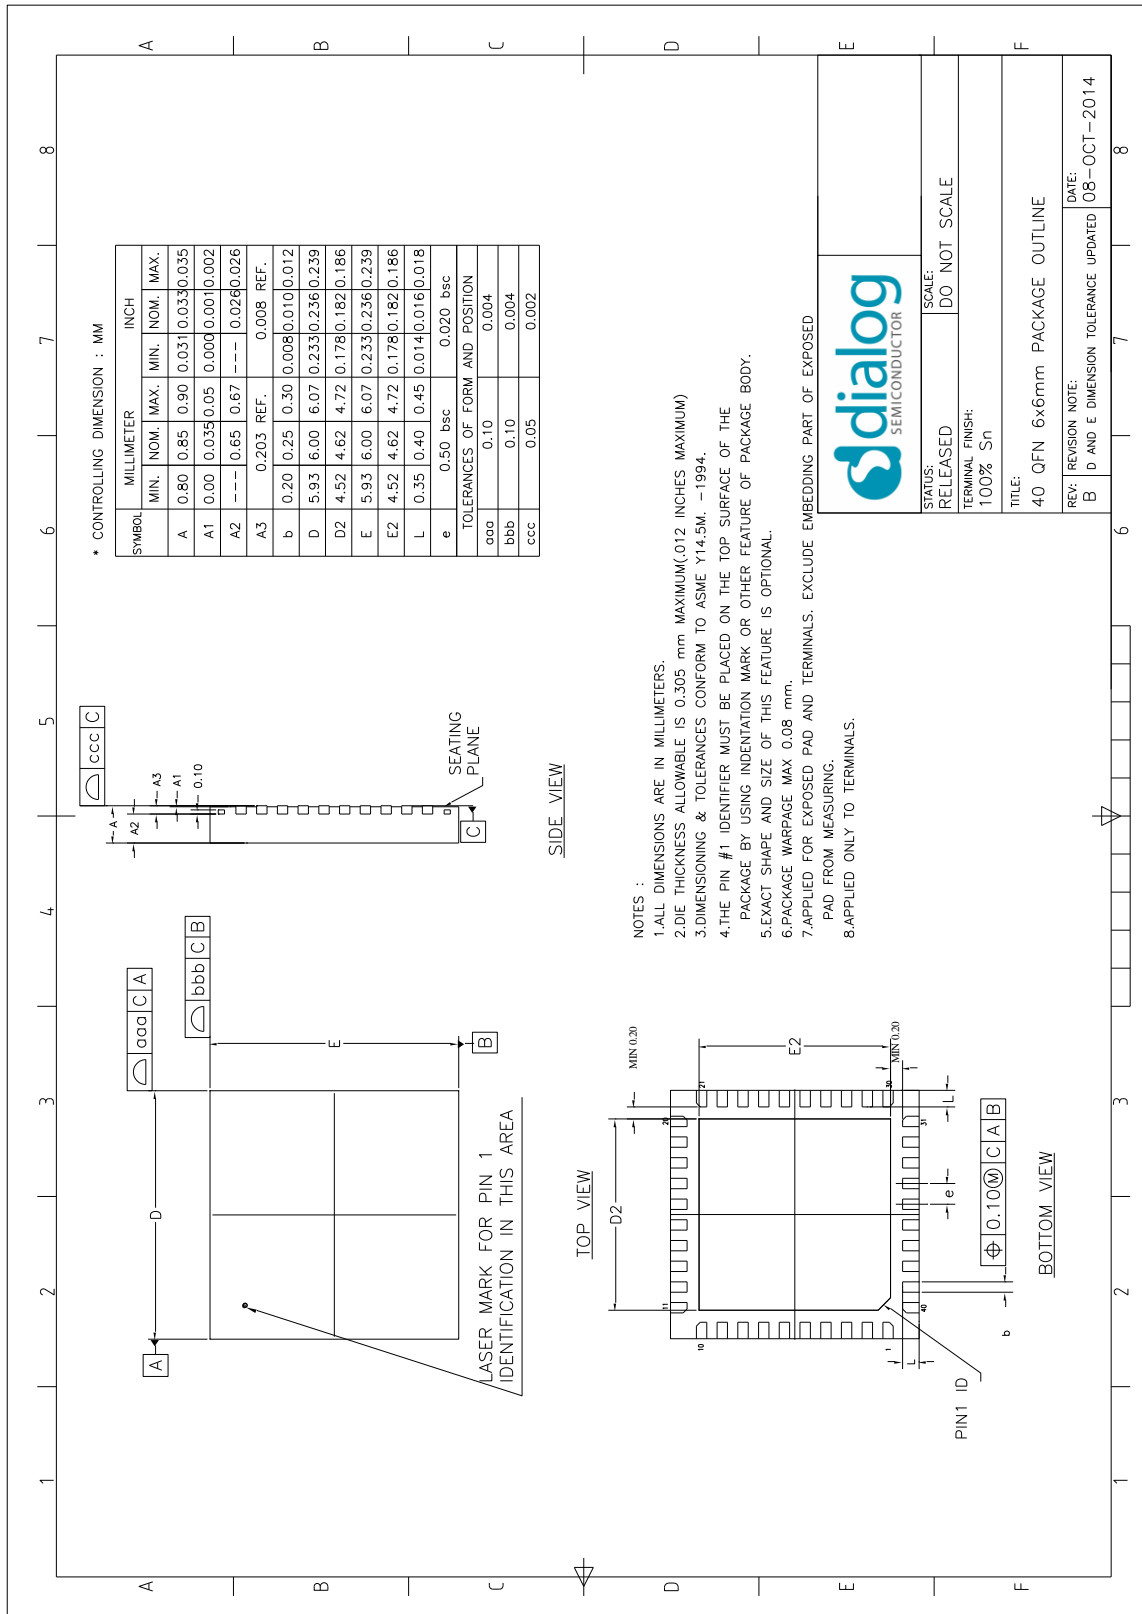 1 2 3 4 5 6 7 8
A
B
C
D
E
F
* CONTROLLING DIMENSION : MM
SYMBOL MILLIMETER INCH
MIN. NOM. MAX. MIN. NOM. MAX.
A 0.80 0.85 0.90 0.031 0.033 0.035
A1 0.00 0.035 0.05 0.000 0.001 0.002
A2 --- 0.65 0.67 --- 0.026 0.026
A3 0.203 REF. 0.008 REF.
b 0.20 0.25 0.30 0.008 0.010 0.012
D 5.93 6.00 6.07 0.233 0.236 0.239
D2 4.52 4.62 4.72 0.178 0.182 0.186
E 5.93 6.00 6.07 0.233 0.236 0.239
E2 4.52 4.62 4.72 0.178 0.182 0.186
L 0.35 0.40 0.45 0.014 0.016 0.018
e 0.50 bsc 0.020 bsc
TOLERANCES OF FORM AND POSITION
aaa 0.10 0.004
bbb 0.10 0.004
ccc 0.05 0.002
aaa C A
D
A
bbb C B
E
B
LASER MARK FOR PIN 1
IDENTIFICATION IN THIS AREA
TOP VIEW
ccc C
A
A2
A3
A1
0.10
SEATING
PLANE
C
SIDE VIEW
MIN 0.20
D2
E2
MIN 0.20
20
21
11
10
30
31
1
40
L
L
e
b
PIN1 ID
⌖ 0.10 Ⓜ C A B
BOTTOM VIEW
NOTES :
1.ALL DIMENSIONS ARE IN MILLIMETERS.
2.DIE THICKNESS ALLOWABLE IS 0.305 mm MAXIMUM(.012 INCHES MAXIMUM)
3.DIMENSIONING & TOLERANCES CONFORM TO ASME Y14.5M. -1994.
4.THE PIN #1 IDENTIFIER MUST BE PLACED ON THE TOP SURFACE OF THE
PACKAGE BY USING INDENTATION MARK OR OTHER FEATURE OF PACKAGE BODY.
5.EXACT SHAPE AND SIZE OF THIS FEATURE IS OPTIONAL.
6.PACKAGE WARPAGE MAX 0.08 mm.
7.APPLIED FOR EXPOSED PAD AND TERMINALS. EXCLUDE EMBEDDING PART OF EXPOSED
PAD FROM MEASURING.
8.APPLIED ONLY TO TERMINALS.
dialog
SEMICONDUCTOR
STATUS:
RELEASED
SCALE:
DO NOT SCALE
TERMINAL FINISH:
100% Sn
TITLE:
40 QFN 6x6mm PACKAGE OUTLINE
REV: REVISION NOTE: DATE:
B D AND E DIMENSION TOLERANCE UPDATED 08-OCT-2014
A
B
C
D
E
F
1 2 3 4 5 6 7 8